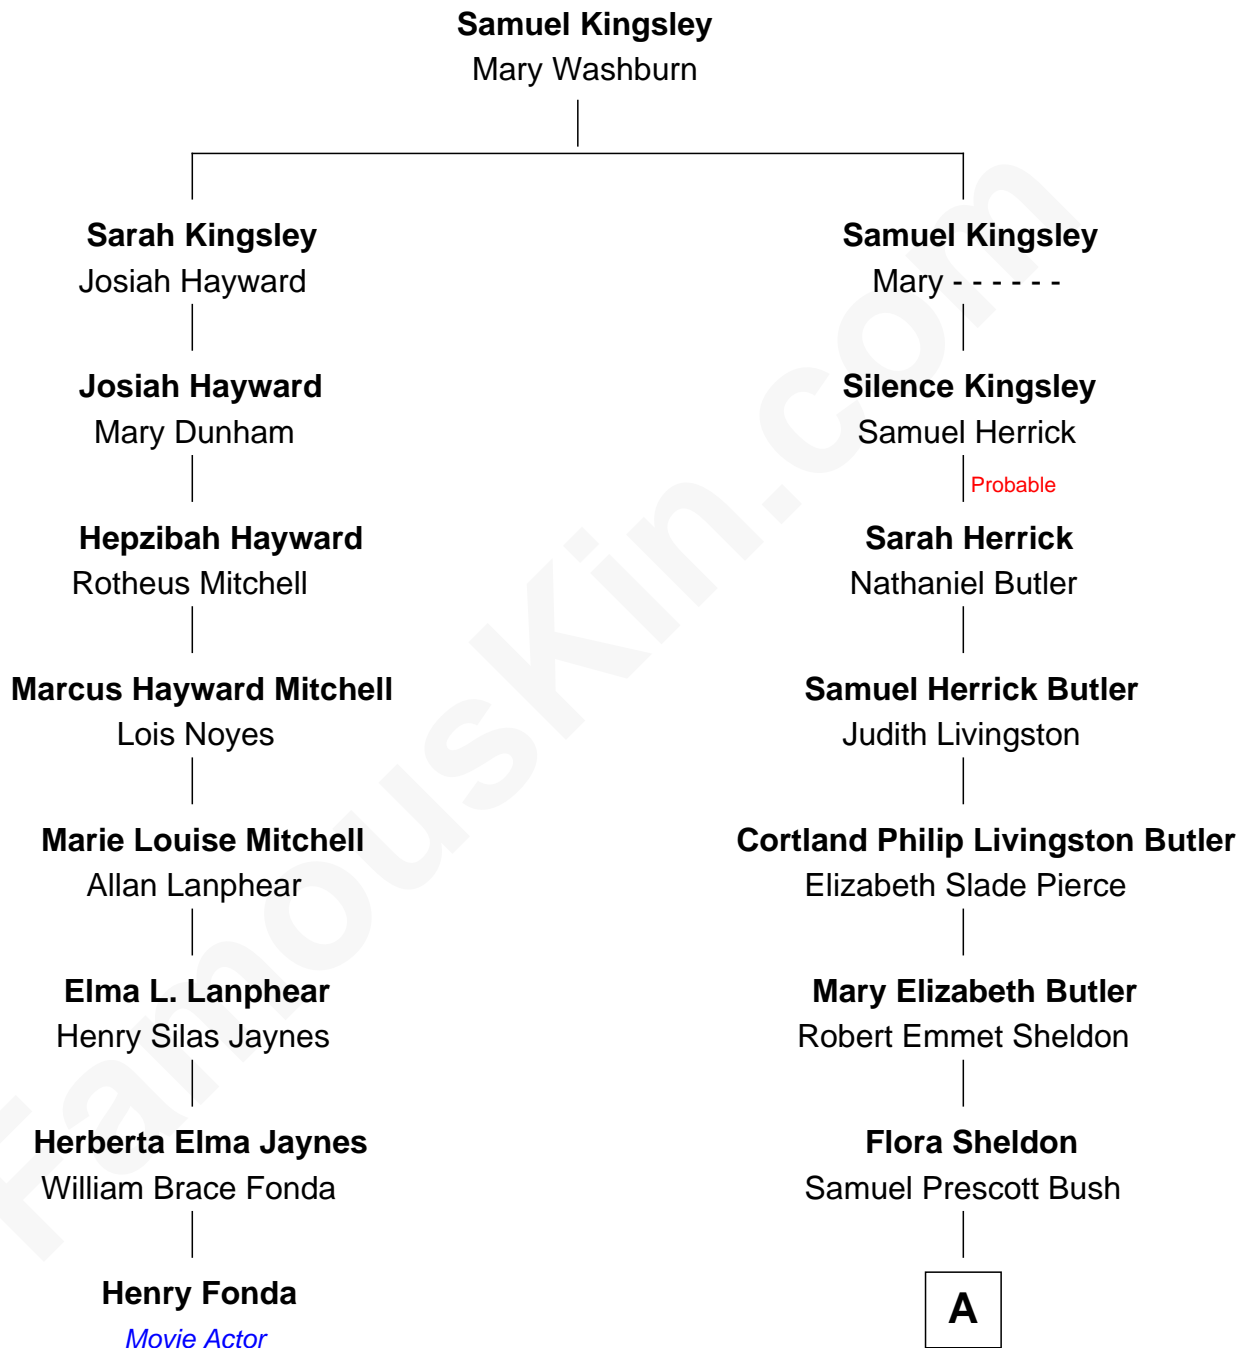 Samuel Kingsley
Mary Washburn
Sarah Kingsley
Josiah Hayward
Samuel Kingsley
Mary - - - - - -
Josiah Hayward
Mary Dunham
Silence Kingsley
Samuel Herrick
Probable
Hepzibah Hayward
Rotheus Mitchell
Sarah Herrick
Nathaniel Butler
Marcus Hayward Mitchell
Lois Noyes
Samuel Herrick Butler
Judith Livingston
Marie Louise Mitchell
Allan Lanphear
Cortland Philip Livingston Butler
Elizabeth Slade Pierce
Elma L. Lanphear
Henry Silas Jaynes
Mary Elizabeth Butler
Robert Emmet Sheldon
Herberta Elma Jaynes
William Brace Fonda
Flora Sheldon
Samuel Prescott Bush
Henry Fonda
Movie Actor
A
FamousKin.com